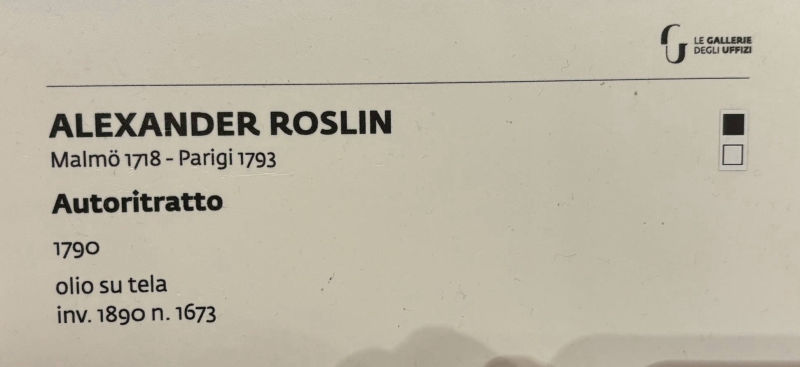 LE GALLERIE
DEGLI UFFIZI
ALEXANDER ROSLIN
Malmö 1718 - Parigi 1793
Autoritratto
1790
olio su tela
inv. 1890 n. 1673